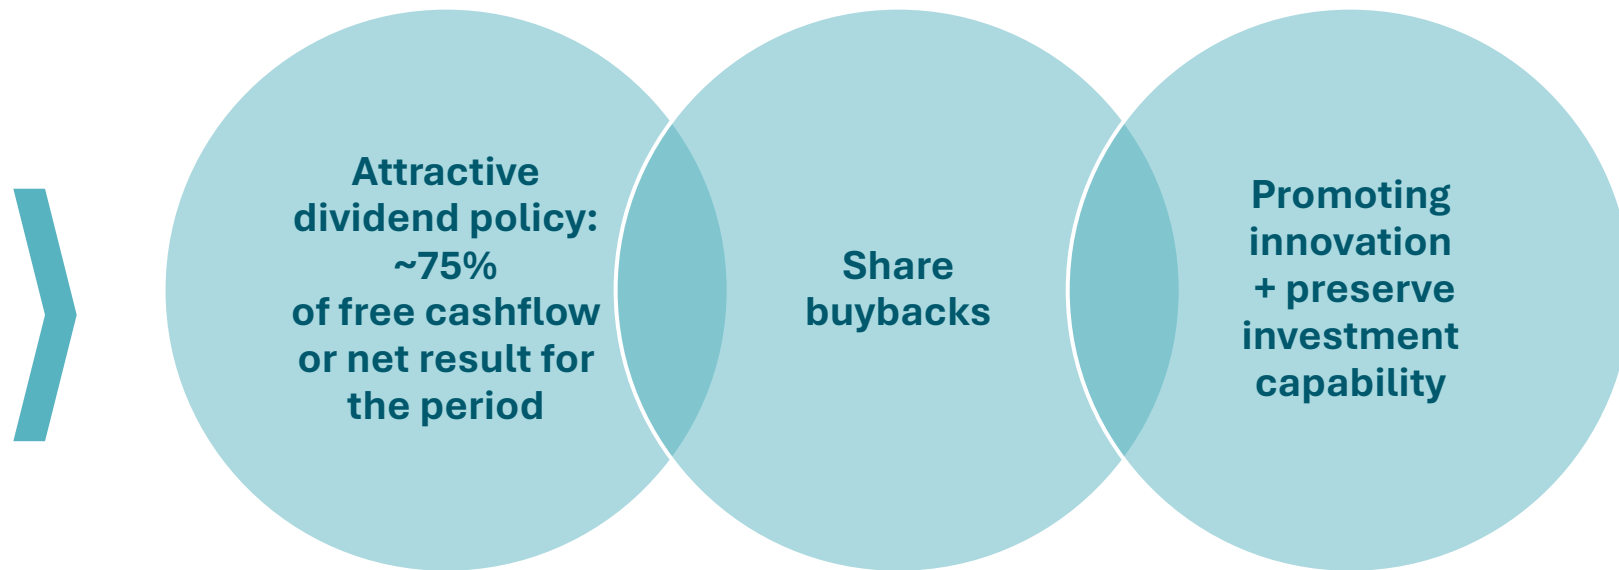 Attractive
dividend policy:
~75%
of free cashflow
or net result for
the period
Share
buybacks
Promoting
innovation
+ preserve
investment
capability